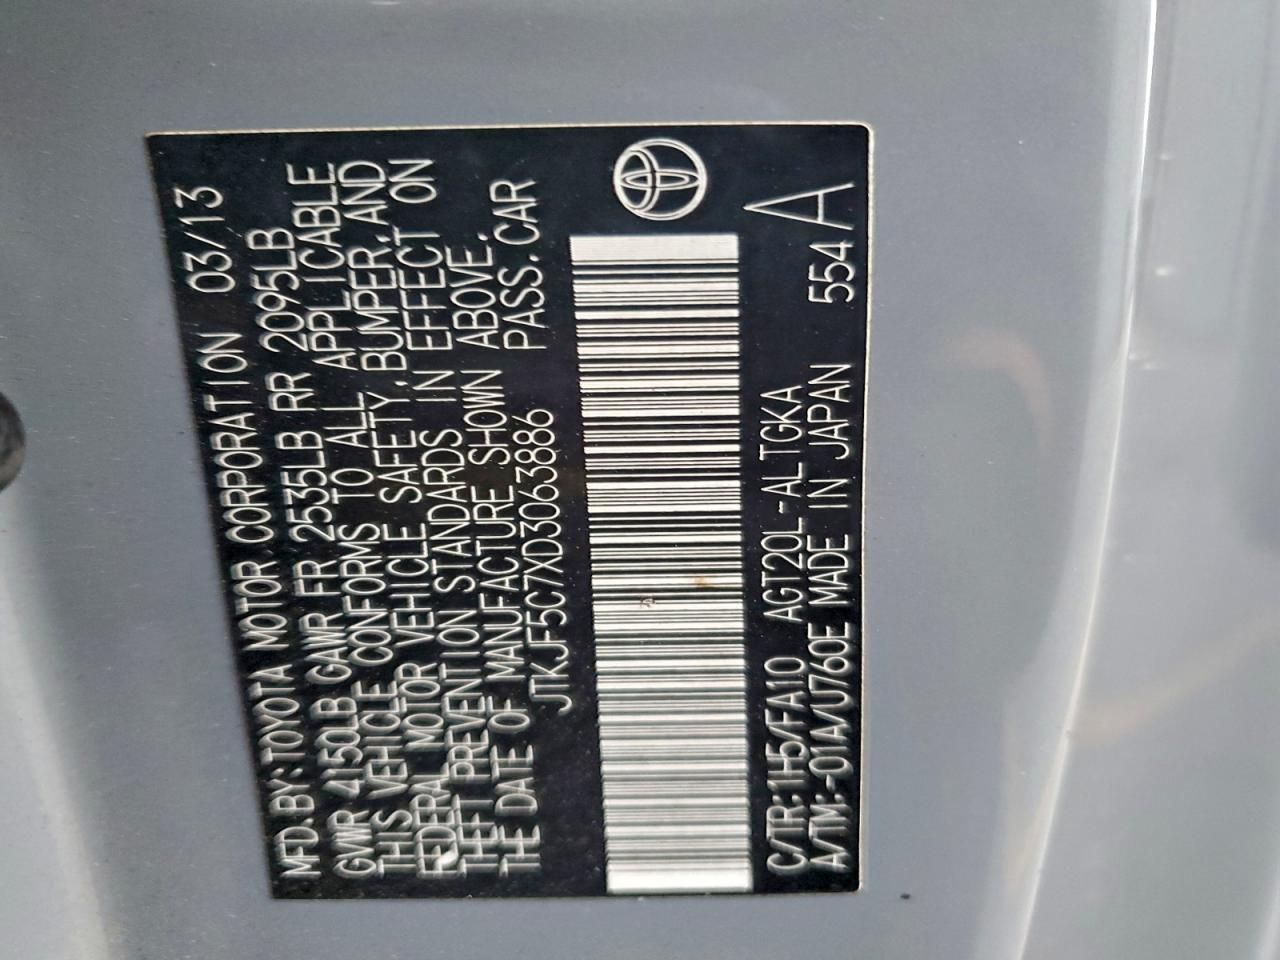 MFD.BY:TOYOTA MOTOR CORPORATION 03/13
GVWR 4150LB GAWR FR 2535LB RR 2095LB
THIS VEHICLE CONFORMS TO ALL APPLICABLE
FEDERAL MOTOR VEHICLE SAFETY,BUMPER,AND
THEFT PREVENTION STANDARDS IN EFFECT ON
THE DATE OF MANUFACTURE SHOWN ABOVE.
JTKJF5C7XD3063886 PASS.CAR
C/TR:1H5/FA10 AGT20L-ALTGKA
A/TM:-01A/U760E MADE IN JAPAN 554 A